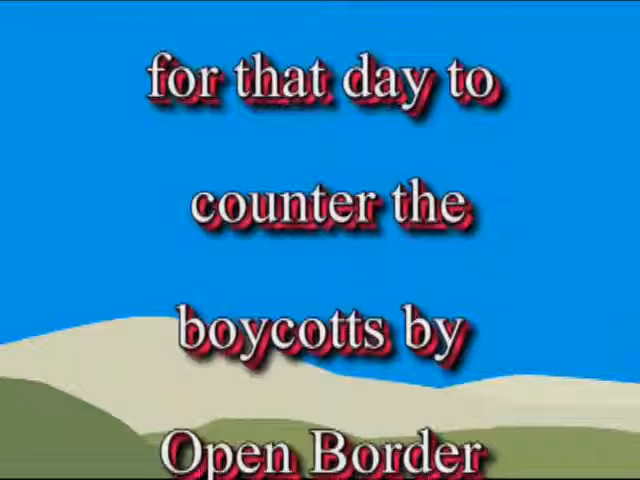 for that day to
counter the
boycotts by
Open Border